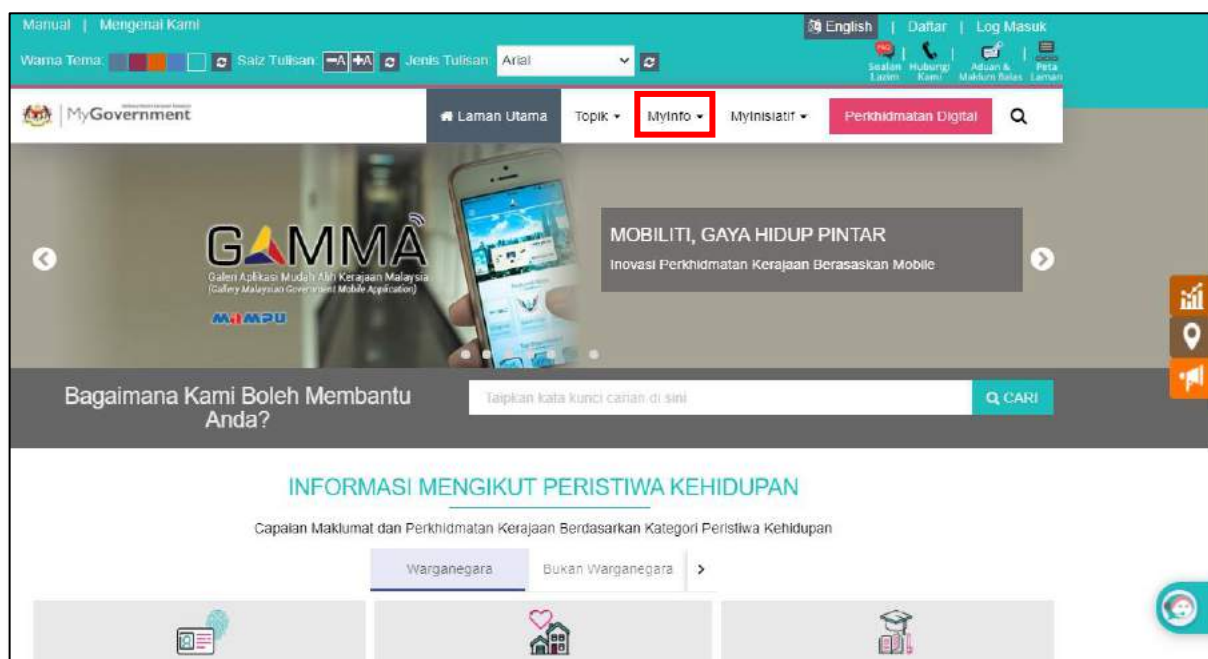 Manual | Mengenai Kami
English | Daftar | Log Masuk
Warna Tema: Saiz Tulisan: -A +A Jenis Tulisan: Arial
FAQ
Soalan Lazim
Hubungi Kami
Aduan & Maklum Balas
Peta Laman
MyGovernment
Laman Utama Topik MyInfo MyInisiatif Perkhidmatan Digital
GAMMA
Galeri Aplikasi Mudah Alih Kerajaan Malaysia
(Gallery Malaysian Government Mobile Application)
MAMPU
MOBILITI, GAYA HIDUP PINTAR
Inovasi Perkhidmatan Kerajaan Berasaskan Mobile
Bagaimana Kami Boleh Membantu
Anda?
Taipkan kata kunci carian di sini
CARI
INFORMASI MENGIKUT PERISTIWA KEHIDUPAN
Capaian Maklumat dan Perkhidmatan Kerajaan Berdasarkan Kategori Peristiwa Kehidupan
Warganegara Bukan Warganegara